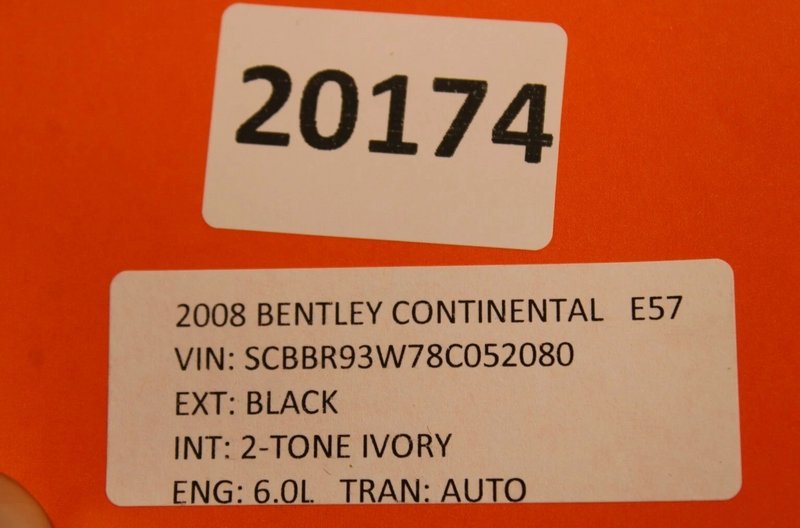 20174
2008 BENTLEY CONTINENTAL E57
VIN: SCBBR93W78C052080
EXT: BLACK
INT: 2-TONE IVORY
ENG: 6.0L TRAN: AUTO